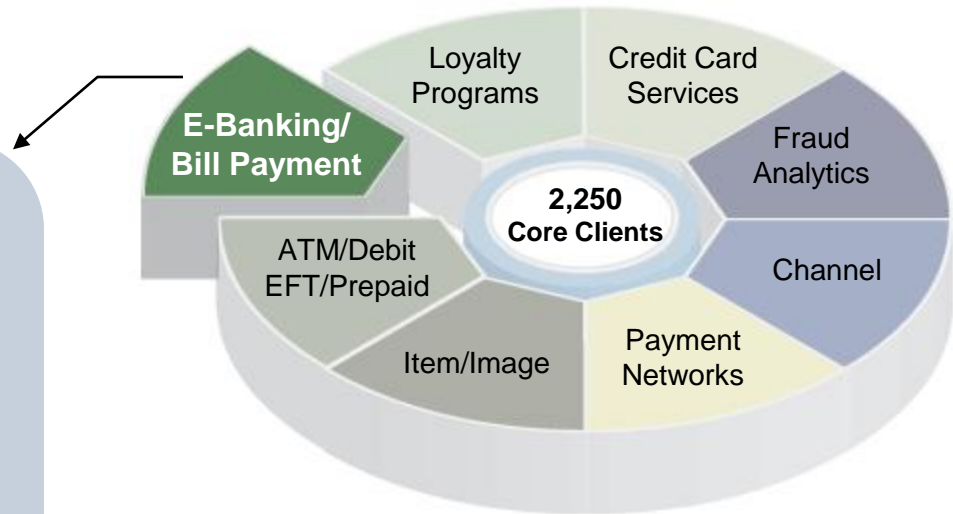 Loyalty
Programs
Credit Card
Services
E-Banking/
Bill Payment
Fraud
Analytics
2,250
Core Clients
ATM/Debit
EFT/Prepaid
Channel
Item/Image
Payment
Networks